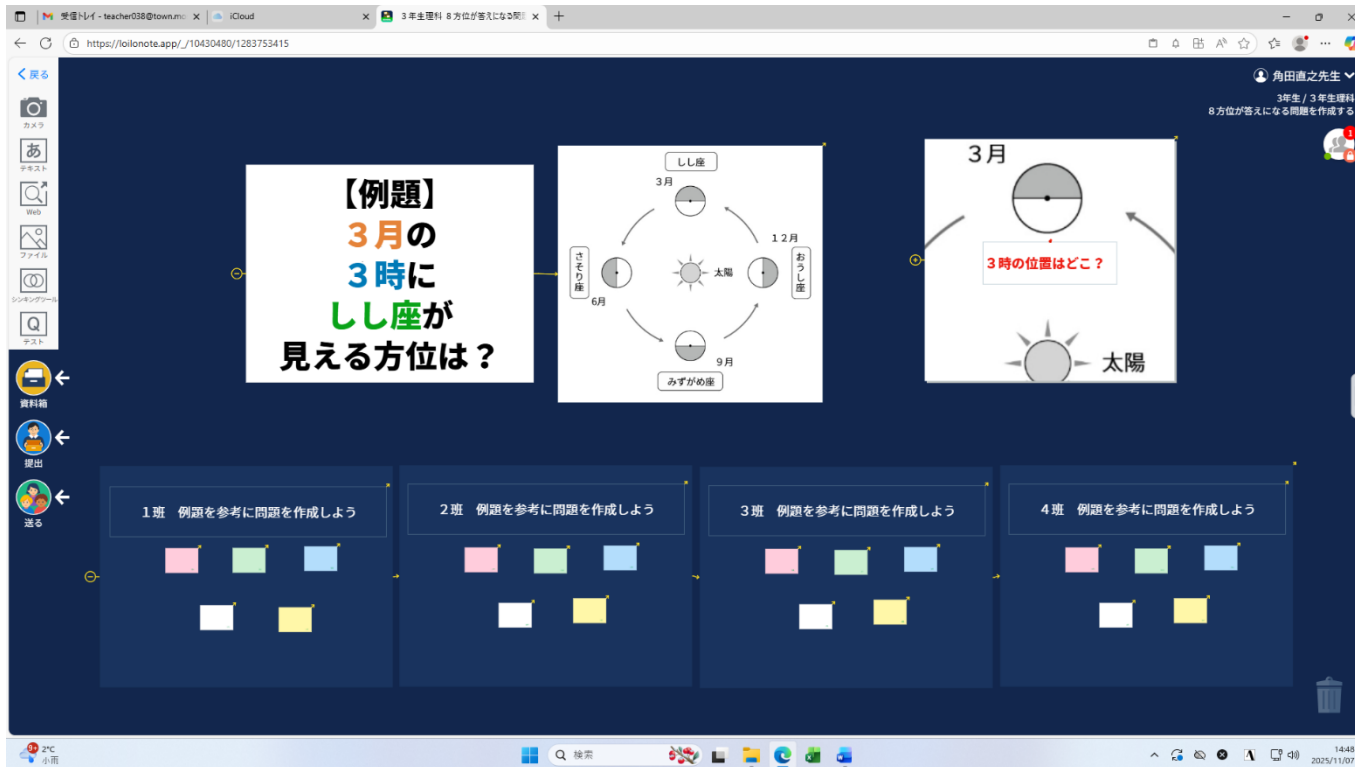 受信トレイ - teacher038@town.mo
iCloud
３年生理科 ８方位が答えになる問題
https://loilonote.app/_/10430480/1283753415
戻る
角田直之先生
3年生 / ３年生理科
８方位が答えになる問題を作成する
1
カメラ
あ
テキスト
Web
ファイル
シンキングツール
Q
テスト
資料箱
提出
送る
【例題】
３月の
３時に
しし座が
見える方位は？
しし座
3月
１２月
さそり座
太陽
おうし座
6月
9月
みずがめ座
３月
３時の位置はどこ？
太陽
１班　例題を参考に問題を作成しよう
２班　例題を参考に問題を作成しよう
３班　例題を参考に問題を作成しよう
４班　例題を参考に問題を作成しよう
9+
2°C
小雨
検索
A
14:48
2025/11/07